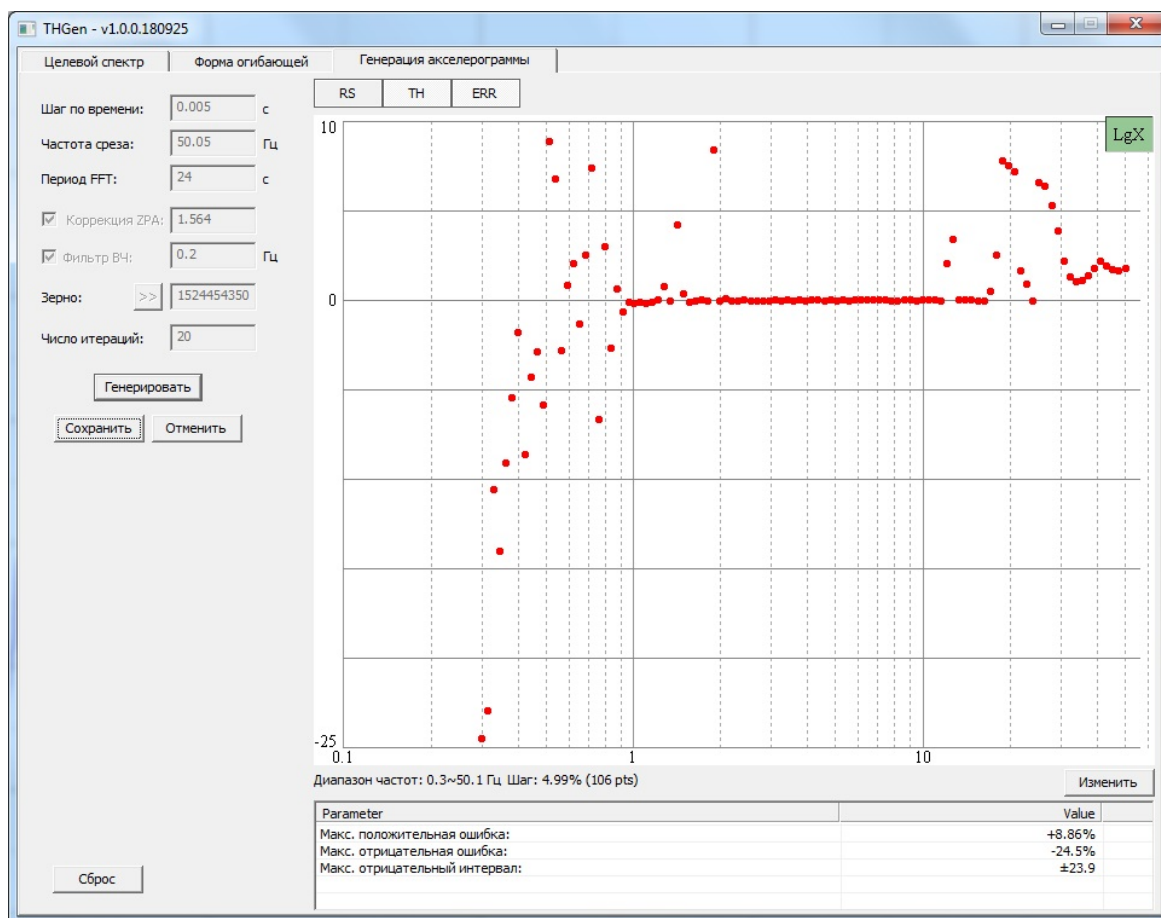 THGen - v1.0.0.180925
Целевой спектр Форма огибающей Генерация акселерограммы
RS TH ERR
Шаг по времени: 0.005 с
Частота среза: 50.05 Гц
Период FFT: 24 с
Коррекция ZPA: 1.564
Фильтр ВЧ: 0.2 Гц
Зерно: >> 1524454350
Число итераций: 20
Генерировать
Сохранить Отменить
Сброс
10
LgX
0
-25
0.1 1 10
Диапазон частот: 0.3~50.1 Гц Шаг: 4.99% (106 pts)
Изменить
Parameter Value
Макс. положительная ошибка: +8.86%
Макс. отрицательная ошибка: -24.5%
Макс. отрицательный интервал: ±23.9